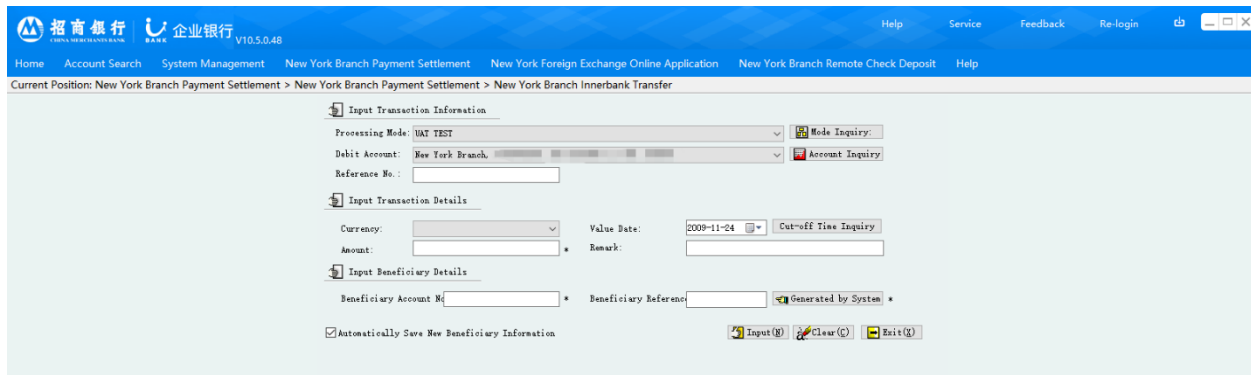 招商银行 企业银行 V10.5.0.48 Help Service Feedback Re-login
CHINA MERCHANTS BANK BANK
Home Account Search System Management New York Branch Payment Settlement New York Foreign Exchange Online Application New York Branch Remote Check Deposit Help
Current Position: New York Branch Payment Settlement > New York Branch Payment Settlement > New York Branch Innerbank Transfer
Input Transaction Information
Processing Mode: UAT TEST Mode Inquiry:
Debit Account: New York Branch, Account Inquiry
Reference No.:
Input Transaction Details
Currency: Value Date: 2009-11-24 Cut-off Time Inquiry
Amount: * Remark:
Input Beneficiary Details
Beneficiary Account No * Beneficiary Referenc Generated by System *
Automatically Save New Beneficiary Information Input(N) Clear(C) Exit(X)